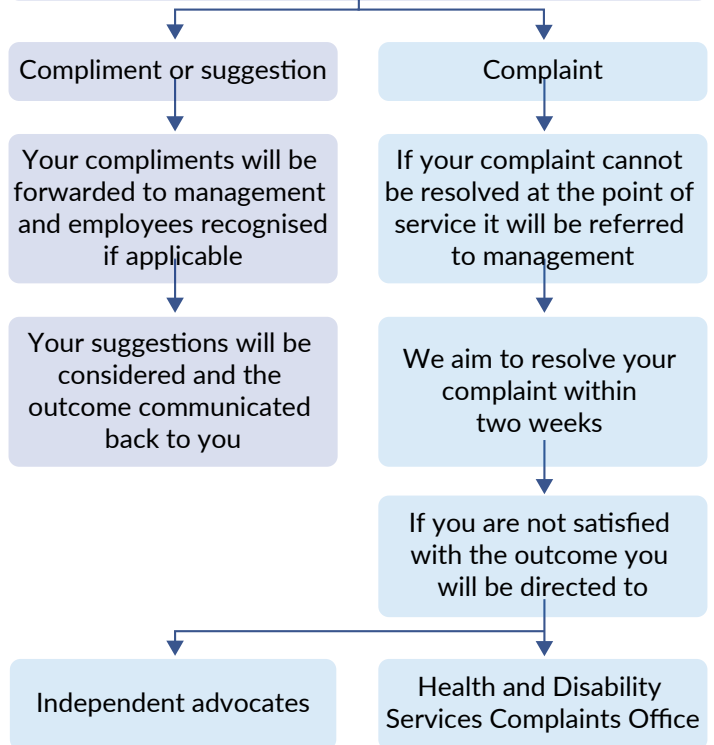 Compliment or suggestion
Complaint
Your compliments will be
forwarded to management
and employees recognised
if applicable
If your complaint cannot
be resolved at the point of
service it will be referred
to management
Your suggestions will be
considered and the
outcome communicated
back to you
We aim to resolve your
complaint within
two weeks
If you are not satisfied
with the outcome you
will be directed to
Independent advocates
Health and Disability
Services Complaints Office